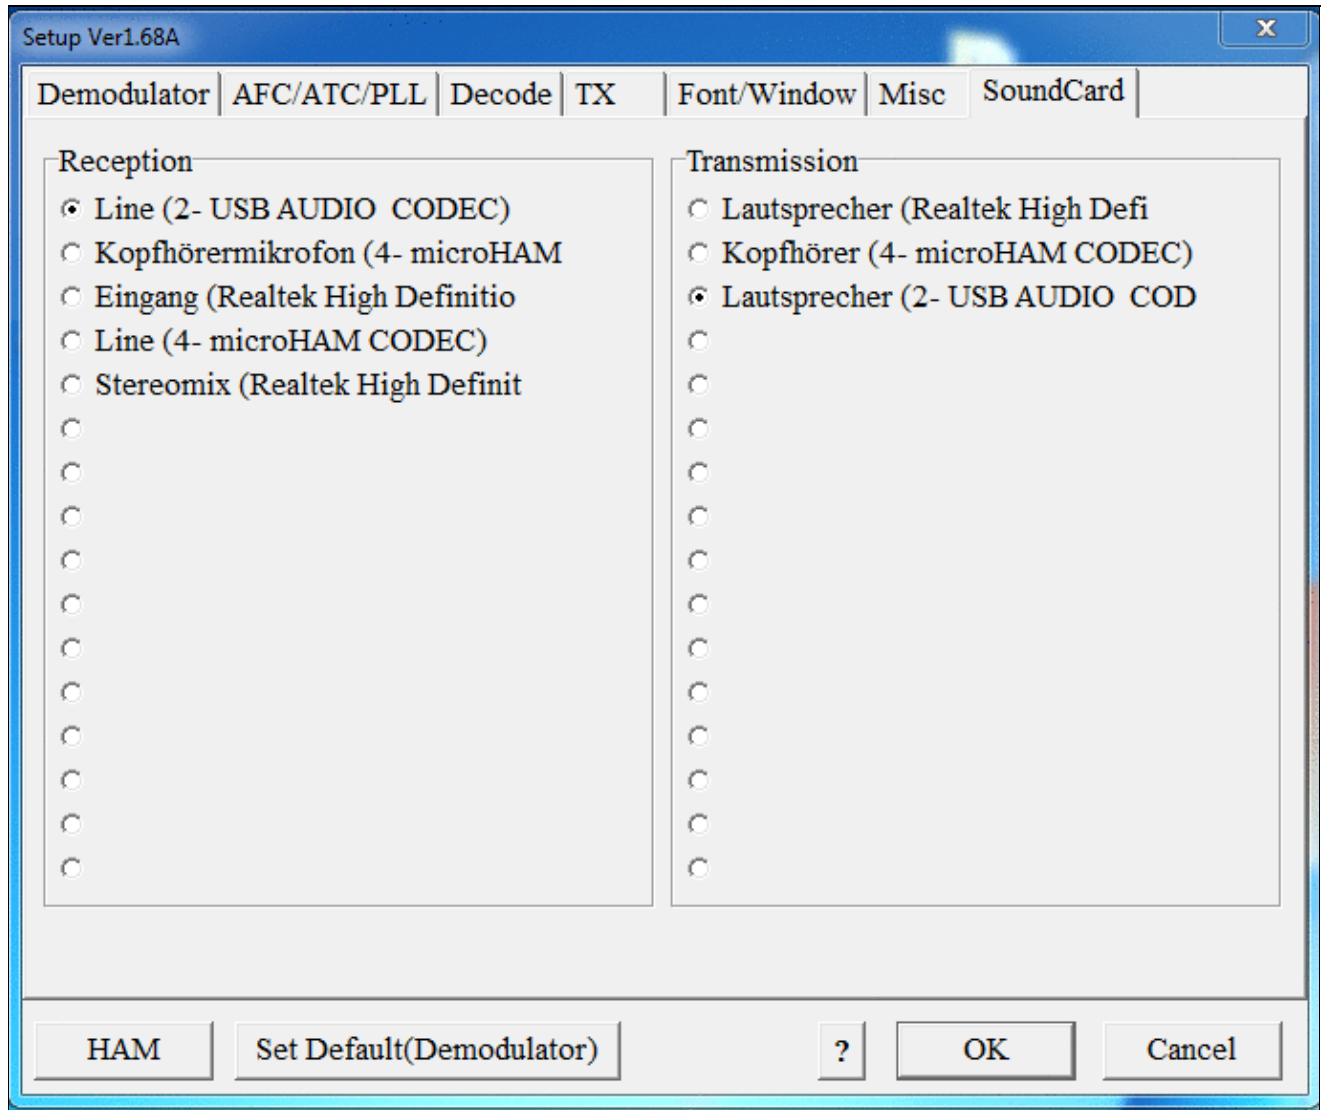 Setup Ver1.68A
X
Demodulator AFC/ATC/PLL Decode TX Font/Window Misc SoundCard
Reception
Line (2- USB AUDIO  CODEC)
Kopfhörermikrofon (4- microHAM
Eingang (Realtek High Definitio
Line (4- microHAM CODEC)
Stereomix (Realtek High Definit
Transmission
Lautsprecher (Realtek High Defi
Kopfhörer (4- microHAM CODEC)
Lautsprecher (2- USB AUDIO  COD
HAM Set Default(Demodulator) ? OK Cancel